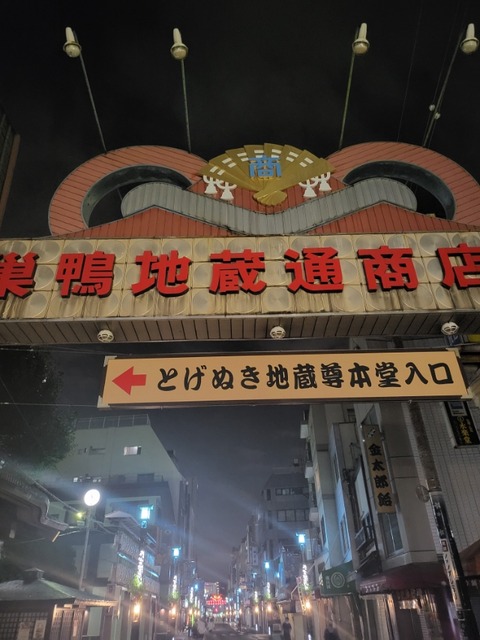 商
巣鴨地蔵通商店
とげぬき地蔵尊本堂入口
金太郎飴